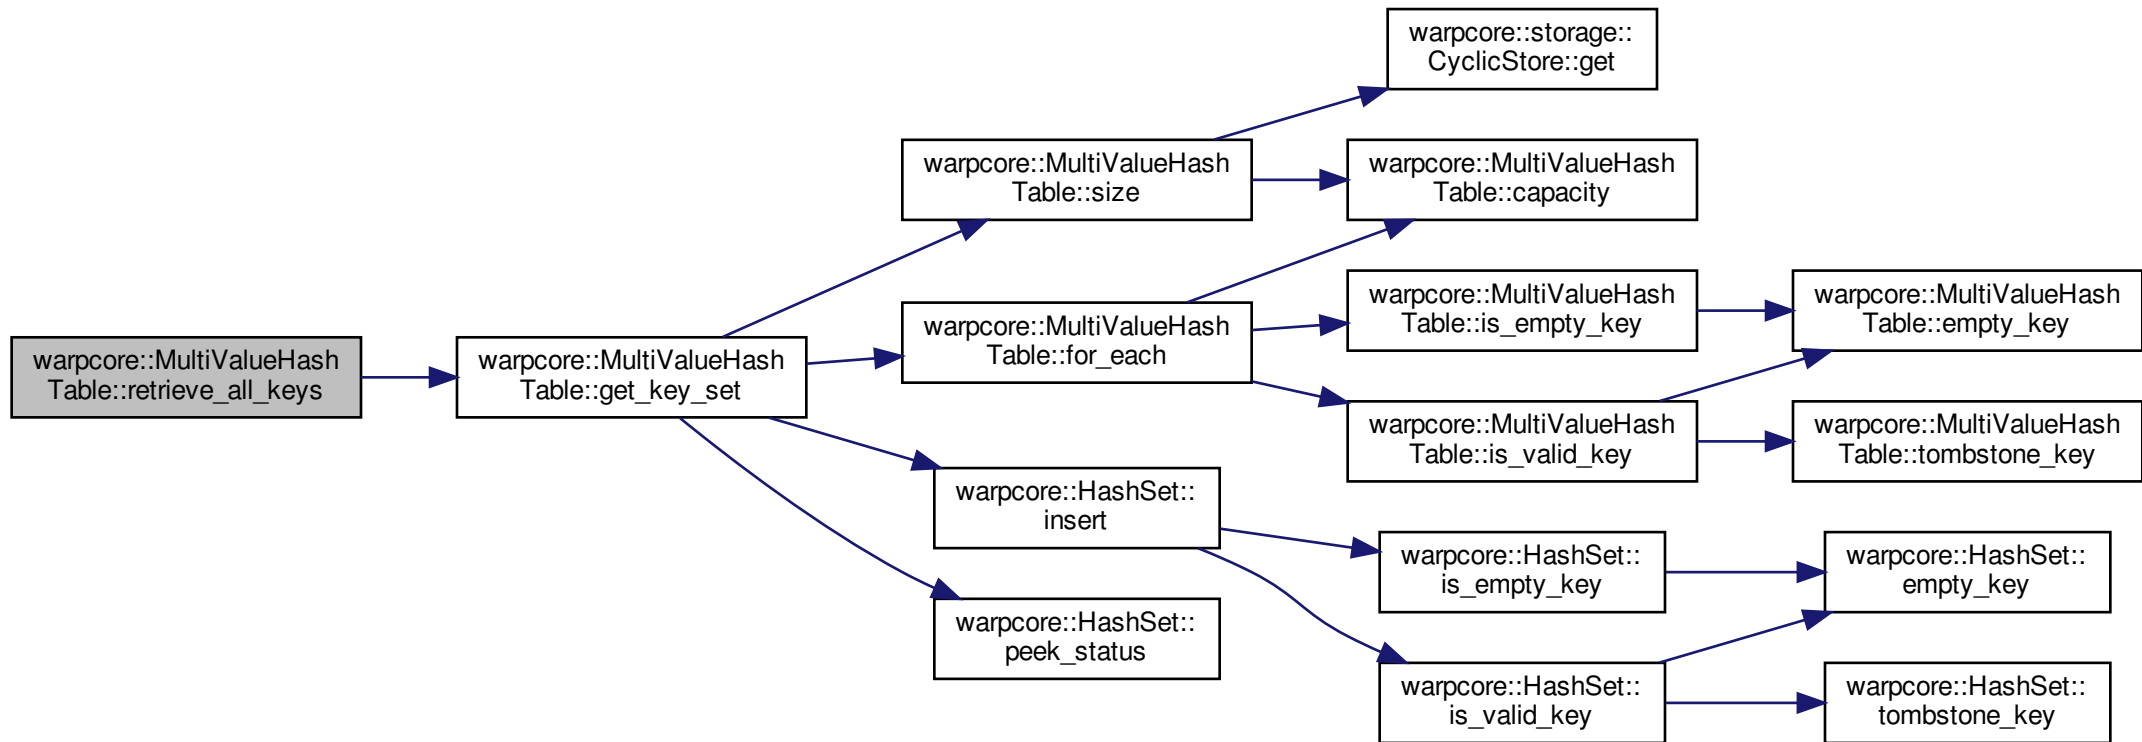 warpcore::storage::
CyclicStore::get
warpcore::MultiValueHash
Table::size
warpcore::MultiValueHash
Table::capacity
warpcore::MultiValueHash
Table::is_empty_key
warpcore::MultiValueHash
Table::empty_key
warpcore::MultiValueHash
Table::for_each
warpcore::MultiValueHash
Table::retrieve_all_keys
warpcore::MultiValueHash
Table::get_key_set
warpcore::MultiValueHash
Table::is_valid_key
warpcore::MultiValueHash
Table::tombstone_key
warpcore::HashSet::
insert
warpcore::HashSet::
is_empty_key
warpcore::HashSet::
empty_key
warpcore::HashSet::
peek_status
warpcore::HashSet::
is_valid_key
warpcore::HashSet::
tombstone_key